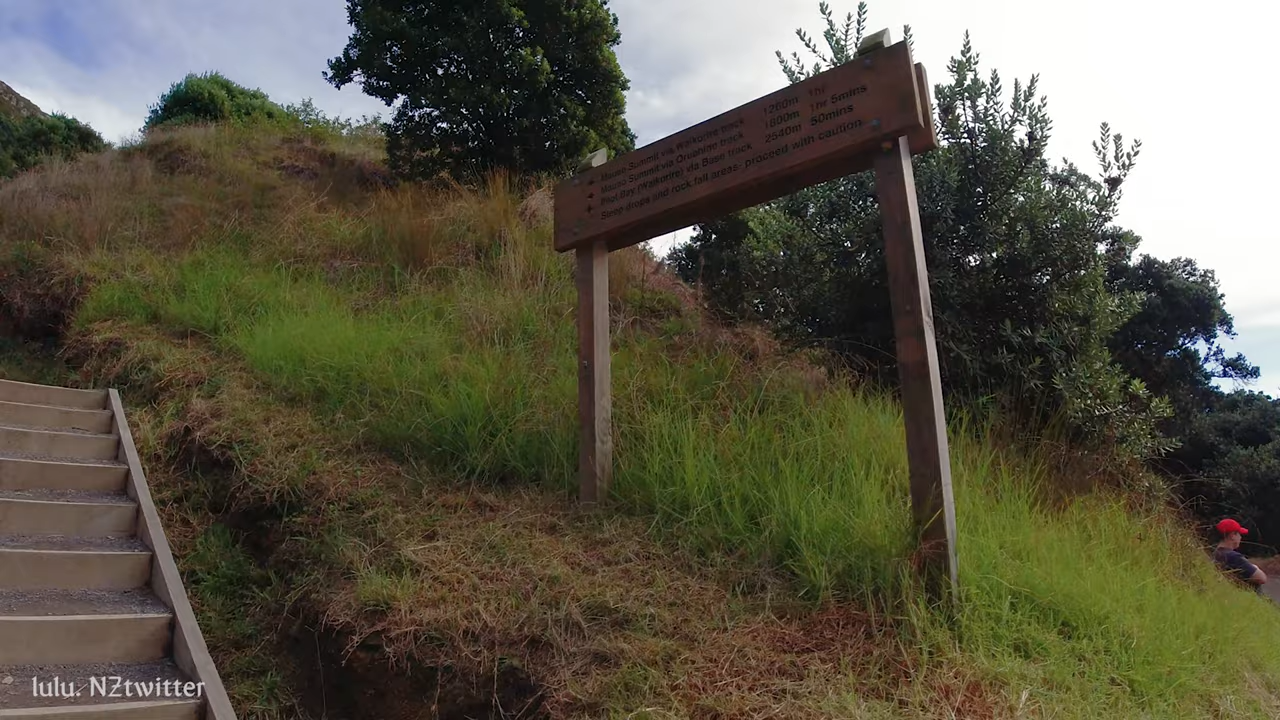 Mauao Summit via Waikorire track 1200m 1hr
Mauao Summit via Oruahine track 1800m 1hr 5mins
Pilot Bay (Waikorire) via Base track 2540m 50mins
Steep drops and rock fall areas: proceed with caution
lulu. NZtwitter